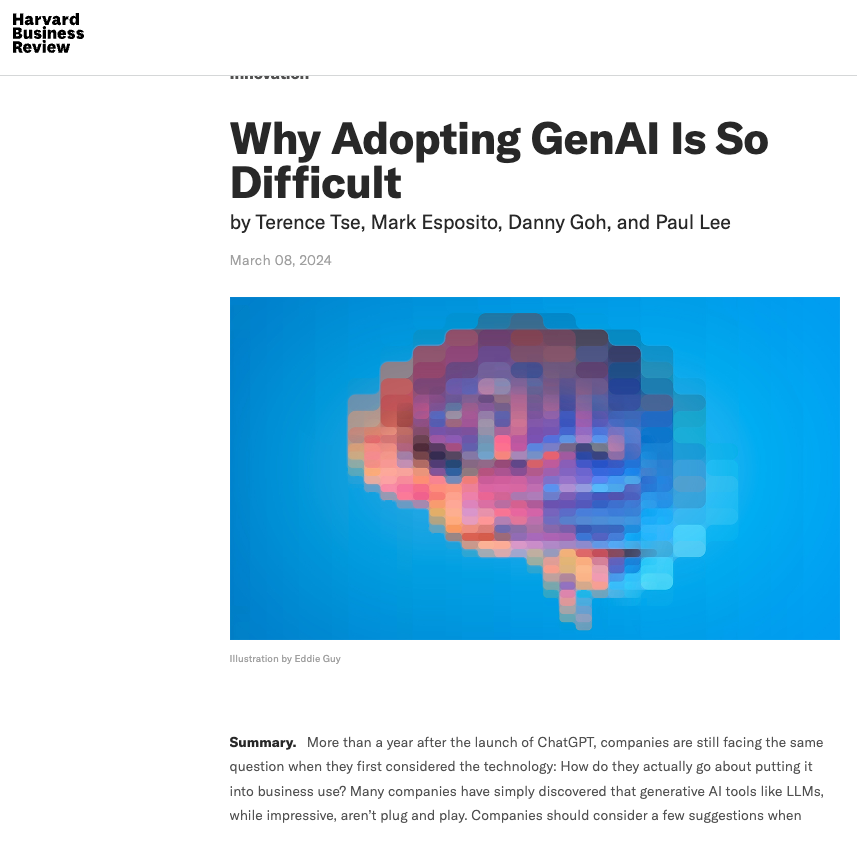 Harvard
Business
Review
Innovation
Why Adopting GenAI Is So
Difficult
by Terence Tse, Mark Esposito, Danny Goh, and Paul Lee
March 08, 2024
Illustration by Eddie Guy
Summary.   More than a year after the launch of ChatGPT, companies are still facing the same
question when they first considered the technology: How do they actually go about putting it
into business use? Many companies have simply discovered that generative AI tools like LLMs,
while impressive, aren’t plug and play. Companies should consider a few suggestions when